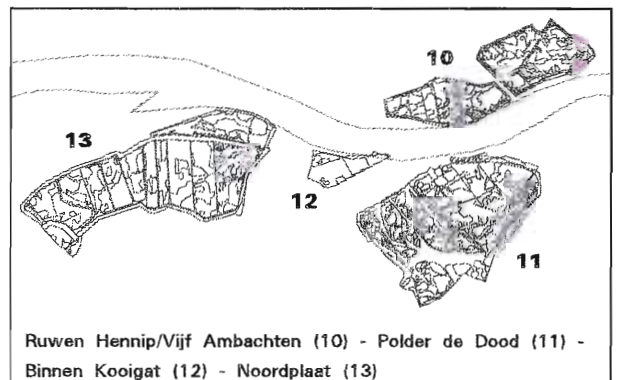 10
13
12
11
Ruwen Hennip/Vijf Ambachten (10) - Polder de Dood (11) -
Binnen Kooigat (12) - Noordplaat (13)